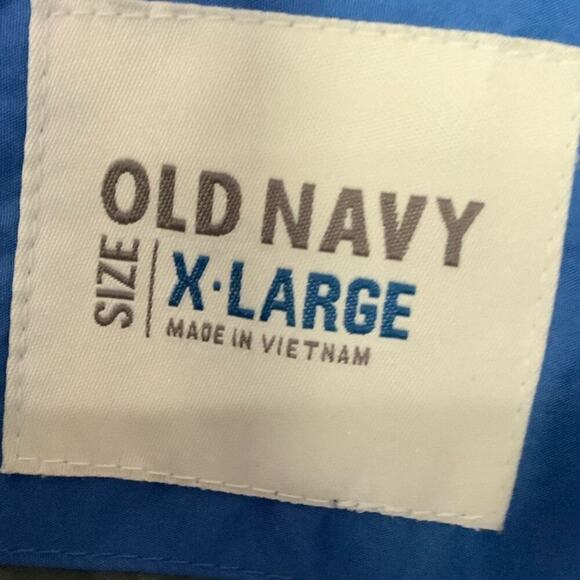 OLD NAVY
SIZE
X·LARGE
MADE IN VIETNAM